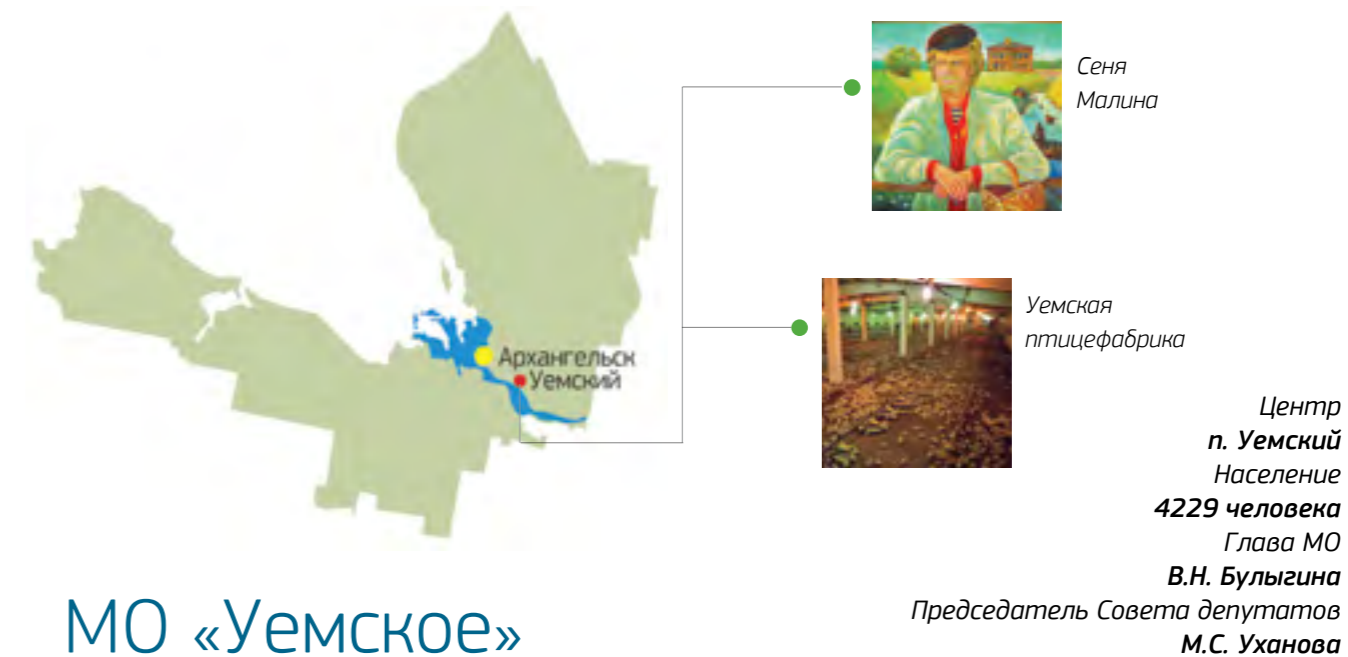 Сеня
Малина
Архангельск
Уемский
Уемская
птицефабрика
Центр
п. Уемский
Население
4229 человека
Глава МО
В.Н. Булыгина
Председатель Совета депутатов
М.С. Уханова
МО «Уемское»